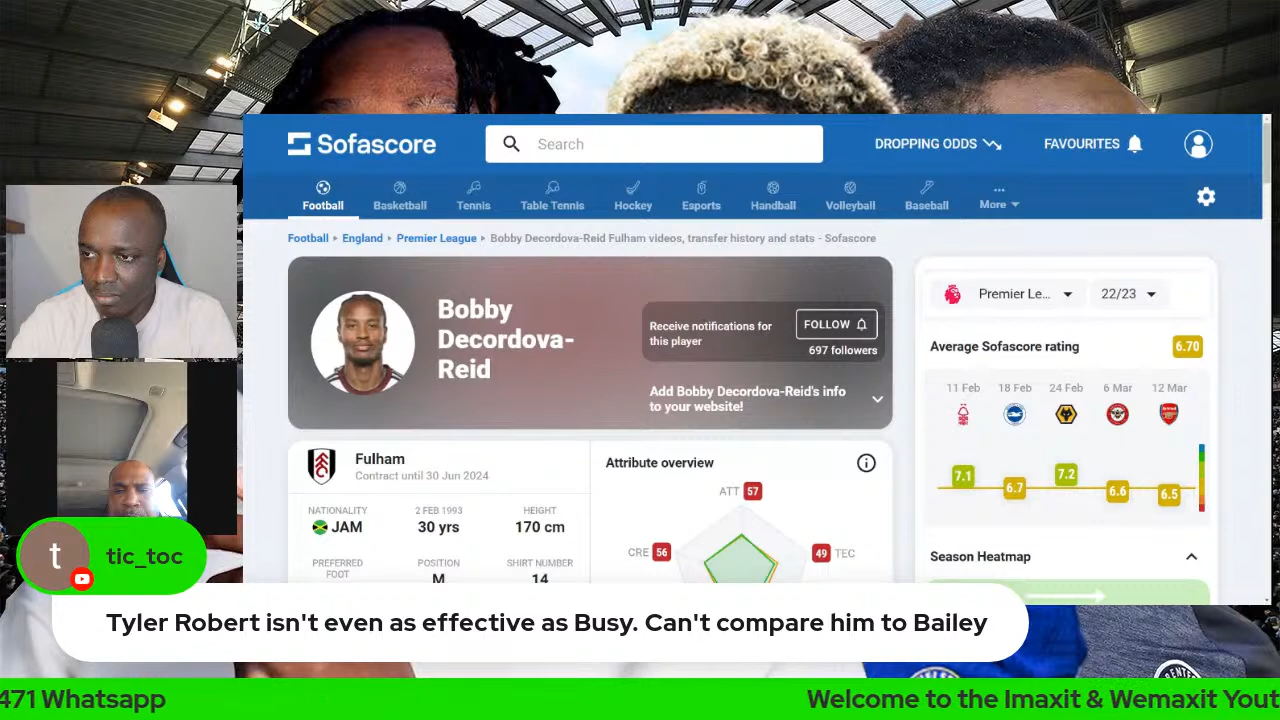 Sofascore
Search
DROPPING ODDS
FAVOURITES
Football
Basketball
Tennis
Table Tennis
Hockey
Esports
Handball
Volleyball
Baseball
More
Football
England
Premier League
Bobby Decordova-Reid Fulham videos, transfer history and stats - Sofascore
Bobby
Decordova-
Reid
Receive notifications for
this player
FOLLOW
697 followers
Add Bobby Decordova-Reid's info
to your website!
Premier Le...
22/23
Average Sofascore rating
6.70
11 Feb
18 Feb
24 Feb
6 Mar
12 Mar
7.1
6.7
7.2
6.6
6.5
Season Heatmap
Fulham
Contract until 30 Jun 2024
NATIONALITY
JAM
2 FEB 1993
30 yrs
HEIGHT
170 cm
PREFERRED
FOOT
POSITION
M
SHIRT NUMBER
14
Attribute overview
ATT 57
CRE 56
49 TEC
t
tic_toc
Tyler Robert isn't even as effective as Busy. Can't compare him to Bailey
471 Whatsapp
Welcome to the Imaxit & Wemaxit Yout